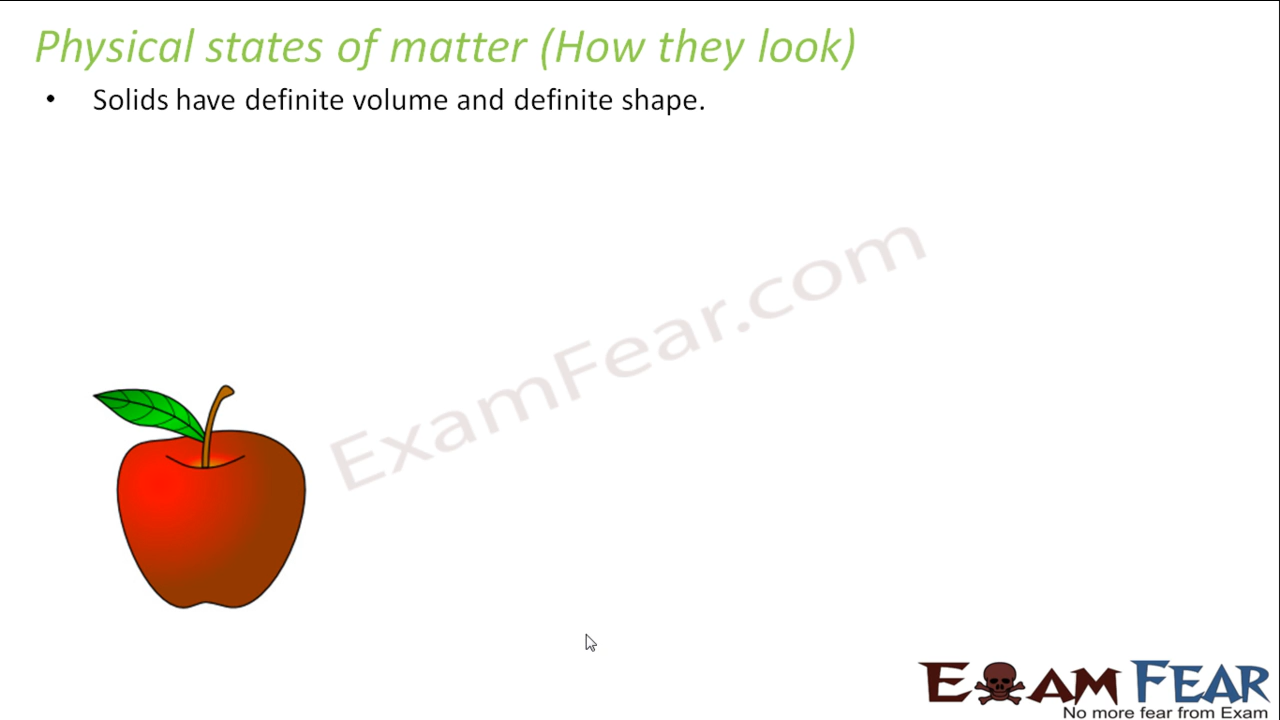 Physical states of matter (How they look)
• Solids have definite volume and definite shape.
ExamFear.com
EXAM FEAR
No more fear from Exam